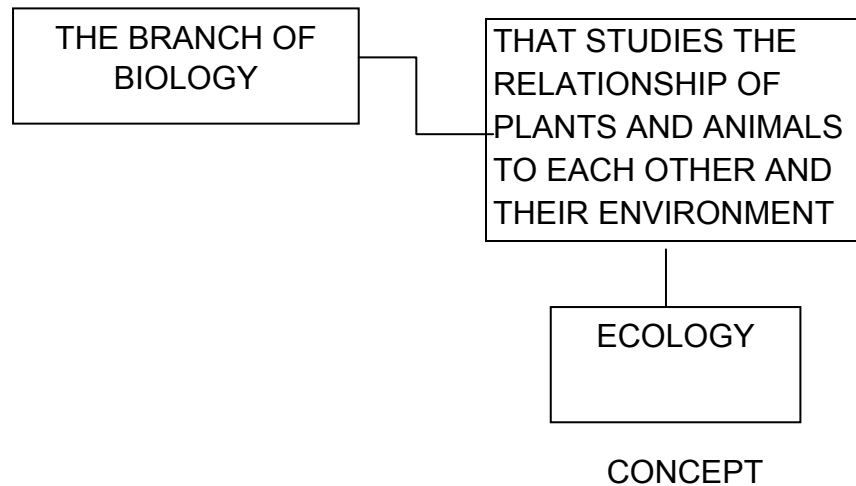 THE BRANCH OF
BIOLOGY
THAT STUDIES THE
RELATIONSHIP OF
PLANTS AND ANIMALS
TO EACH OTHER AND
THEIR ENVIRONMENT
ECOLOGY
CONCEPT